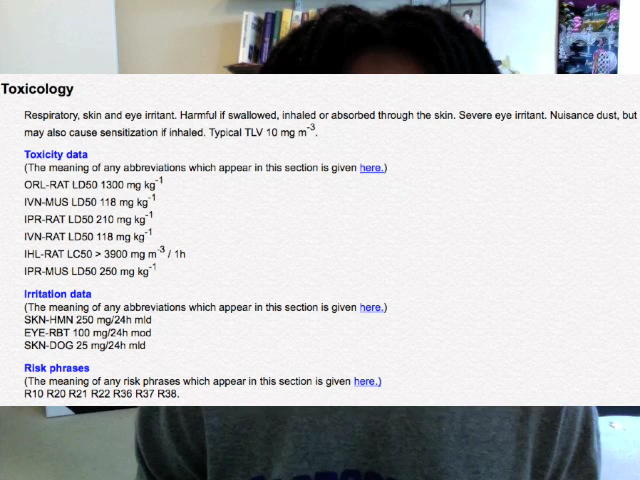 Toxicology
Respiratory, skin and eye irritant. Harmful if swallowed, inhaled or absorbed through the skin. Severe eye irritant. Nuisance dust, but
may also cause sensitization if inhaled. Typical TLV 10 mg m⁻³.
Toxicity data
(The meaning of any abbreviations which appear in this section is given here.)
ORL-RAT LD50 1300 mg kg⁻¹
IVN-MUS LD50 118 mg kg⁻¹
IPR-RAT LD50 210 mg kg⁻¹
IVN-RAT LD50 118 mg kg⁻¹
IHL-RAT LC50 > 3900 mg m⁻³ / 1h
IPR-MUS LD50 250 mg kg⁻¹
Irritation data
(The meaning of any abbreviations which appear in this section is given here.)
SKN-HMN 250 mg/24h mld
EYE-RBT 100 mg/24h mod
SKN-DOG 25 mg/24h mld
Risk phrases
(The meaning of any risk phrases which appear in this section is given here.)
R10 R20 R21 R22 R36 R37 R38.